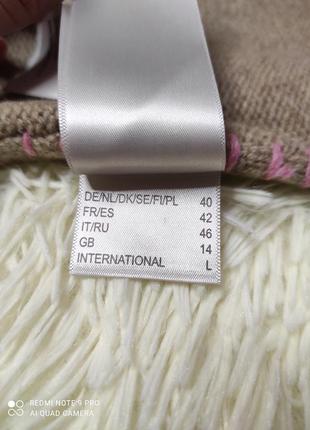 DE/NL/DK/SE/FI/PL 40
FR/ES 42
IT/RU 46
GB 14
INTERNATIONAL L
REDMI NOTE 9 PRO
AI QUAD CAMERA